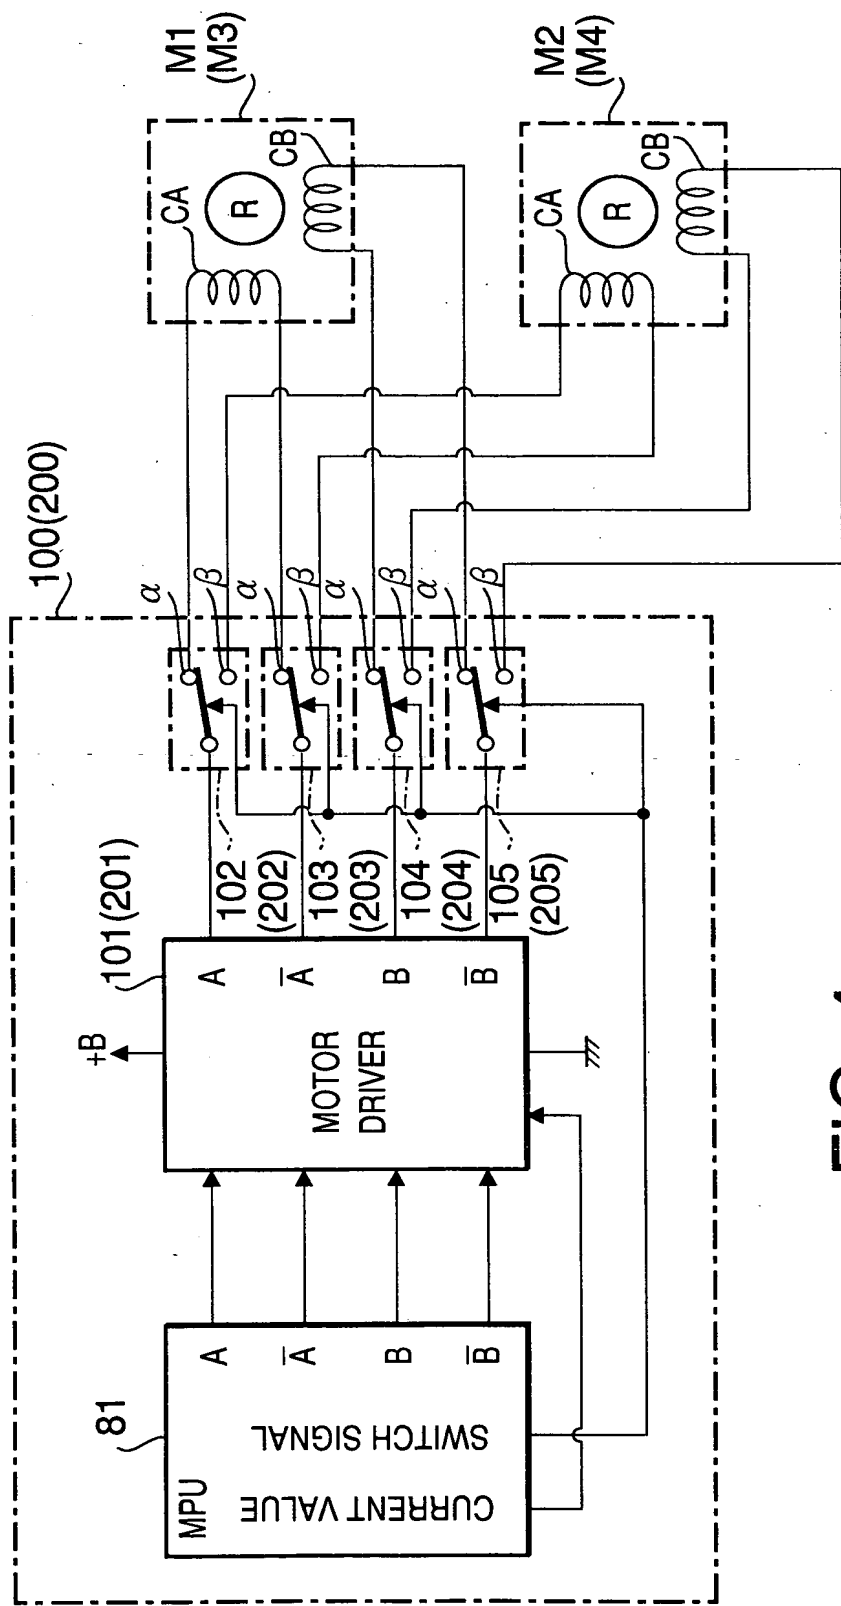 100(200)
81
MPU
CURRENT VALUE
SWITCH SIGNAL
A
A̅
B
B̅
101(201)
+B
MOTOR
DRIVER
A
A̅
B
B̅
102
(202)
103
(203)
104
(204)
105
(205)
α
β
α
β
α
β
α
β
M1
(M3)
CA
R
CB
M2
(M4)
CA
R
CB